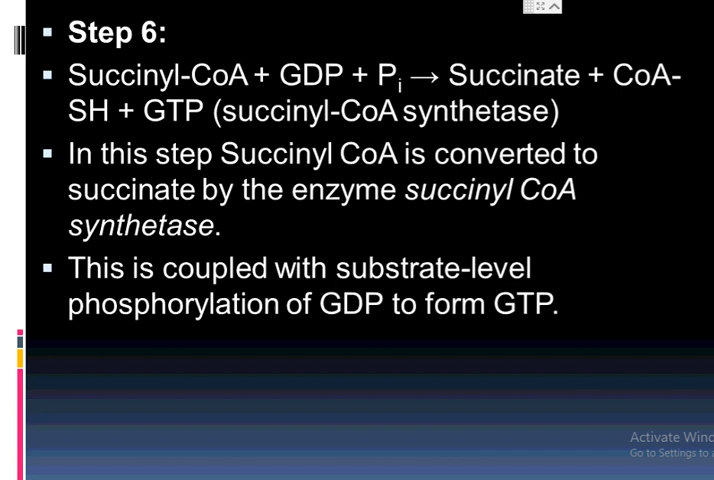 Step 6:
Succinyl-CoA + GDP + Pi → Succinate + CoA-
SH + GTP (succinyl-CoA synthetase)
In this step Succinyl CoA is converted to
succinate by the enzyme succinyl CoA
synthetase.
This is coupled with substrate-level
phosphorylation of GDP to form GTP.
Activate Winc
Go to Settings to